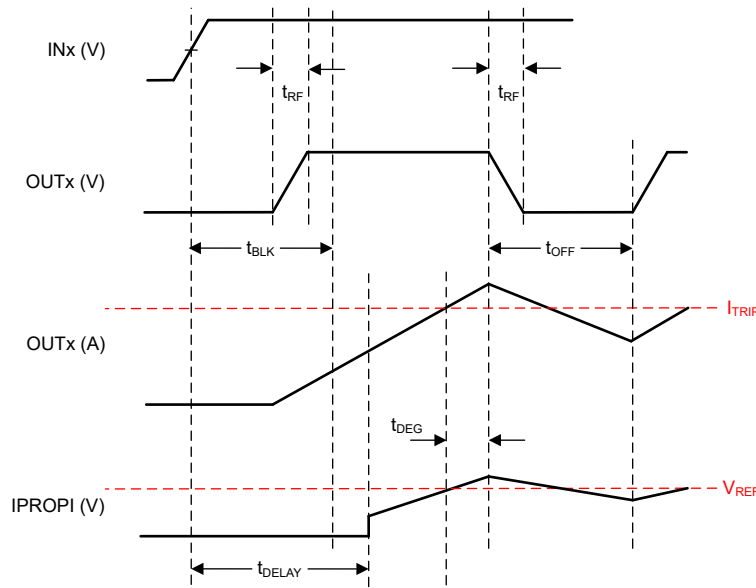 INx (V)
tRF
tRF
OUTx (V)
tBLK
tOFF
ITRIP
OUTx (A)
tDEG
IPROPI (V)
VREF
tDELAY